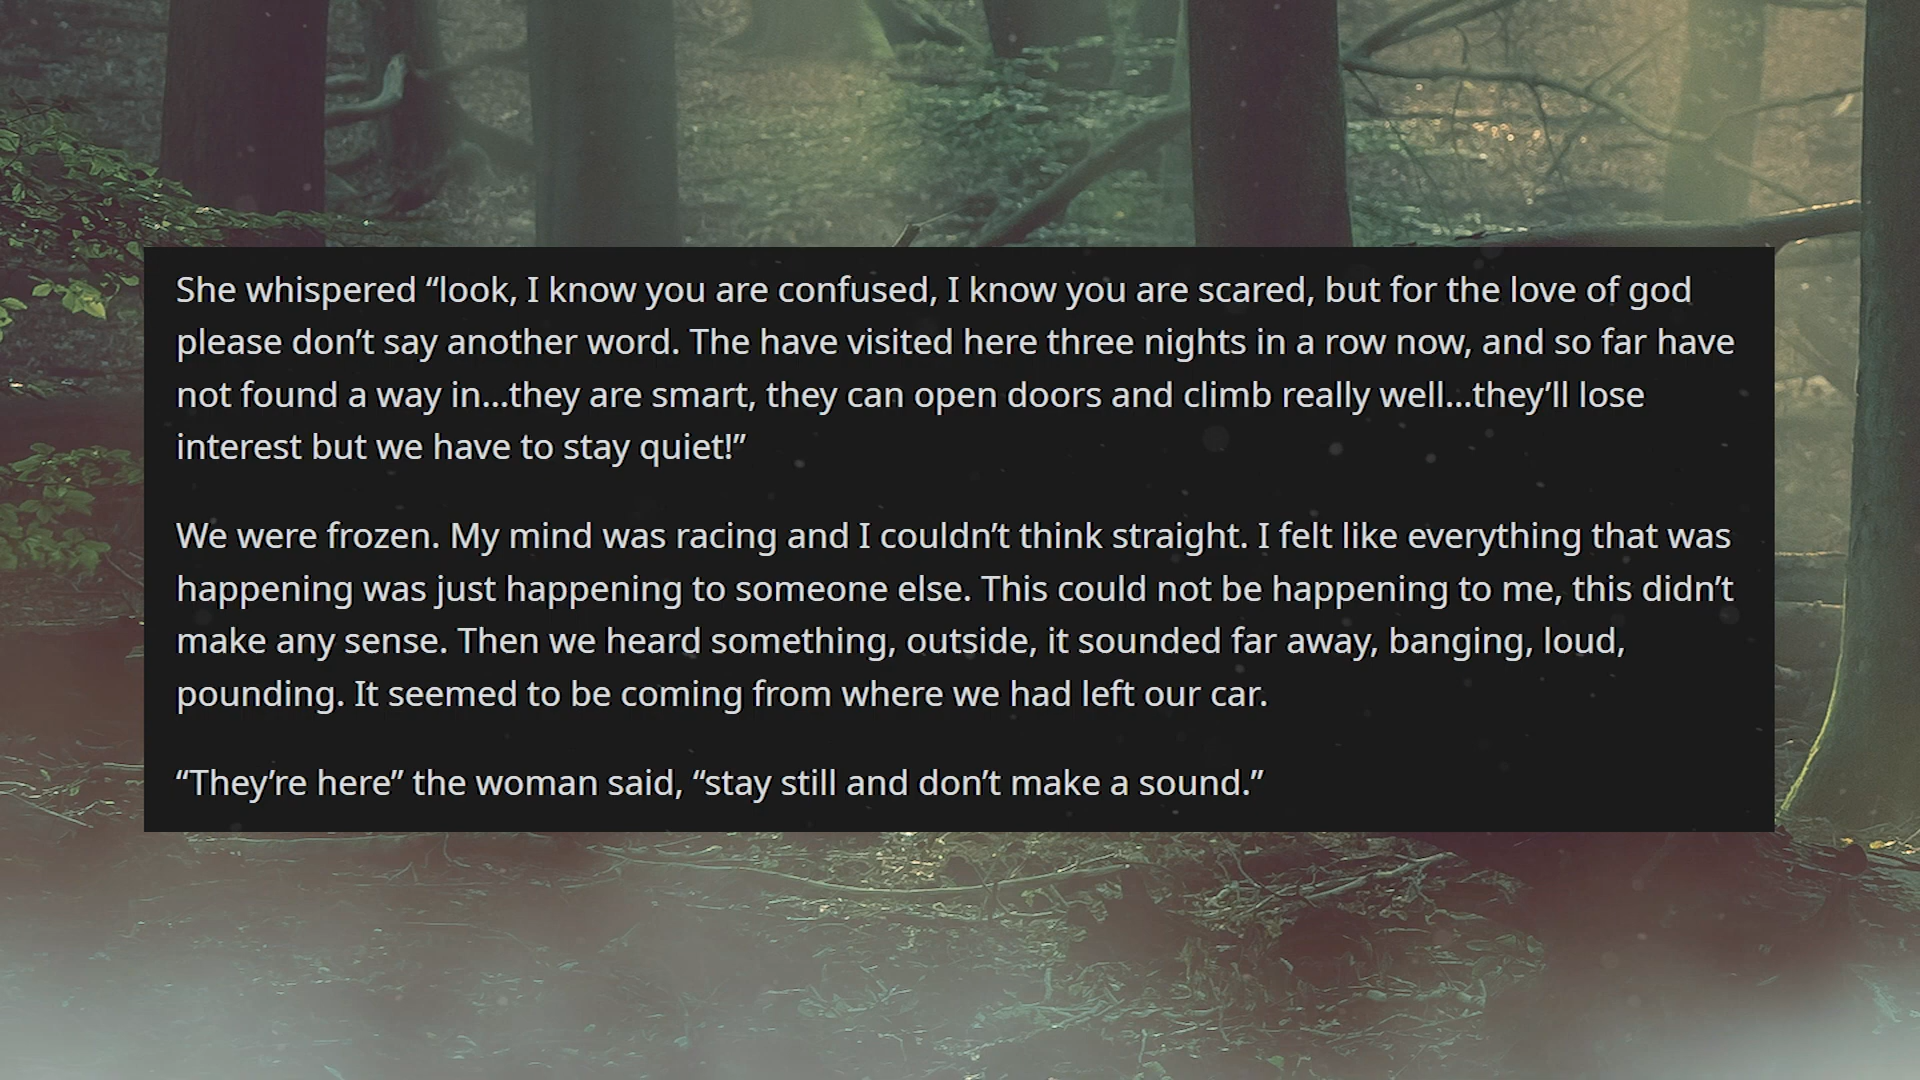 She whispered “look, I know you are confused, I know you are scared, but for the love of god
please don’t say another word. The have visited here three nights in a row now, and so far have
not found a way in...they are smart, they can open doors and climb really well...they’ll lose
interest but we have to stay quiet!”
We were frozen. My mind was racing and I couldn’t think straight. I felt like everything that was
happening was just happening to someone else. This could not be happening to me, this didn’t
make any sense. Then we heard something, outside, it sounded far away, banging, loud,
pounding. It seemed to be coming from where we had left our car.
“They’re here” the woman said, “stay still and don’t make a sound.”